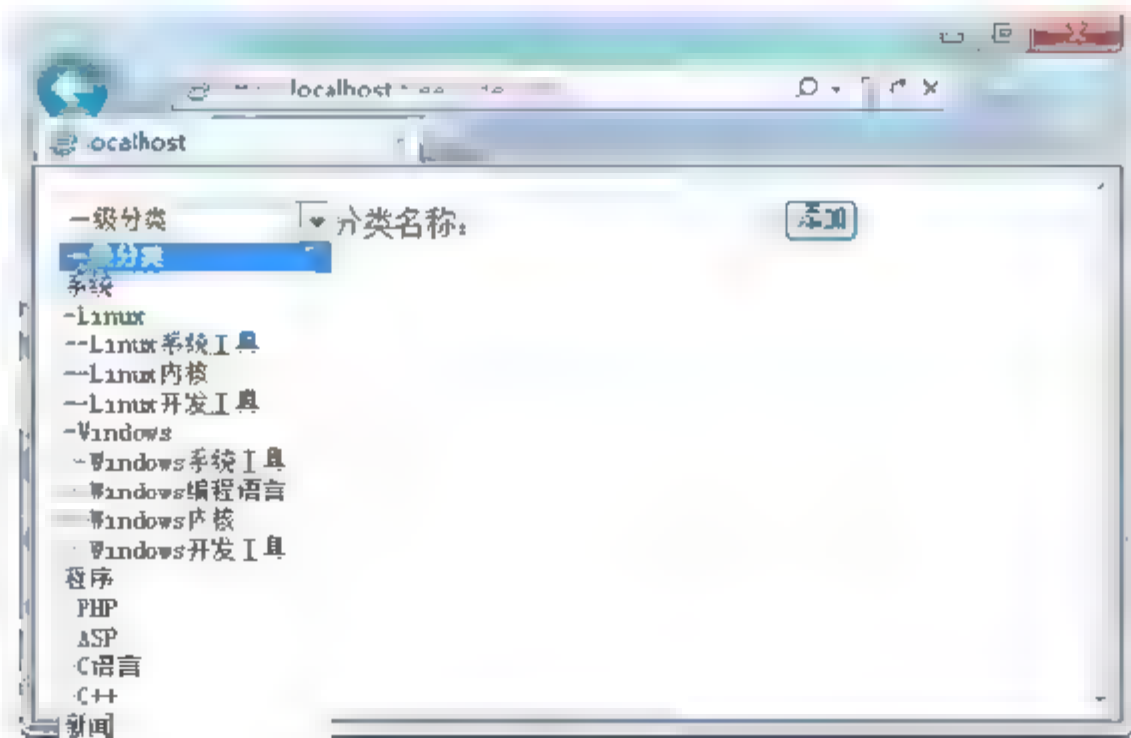 localhost
localhost
一级分类 分类名称: 添加
一级分类
系统
-Linux
--Linux系统工具
--Linux内核
--Linux开发工具
-Windows
--Windows系统工具
--Windows编程语言
--Windows内核
--Windows开发工具
程序
-PHP
-ASP
-C语言
-C++
新闻